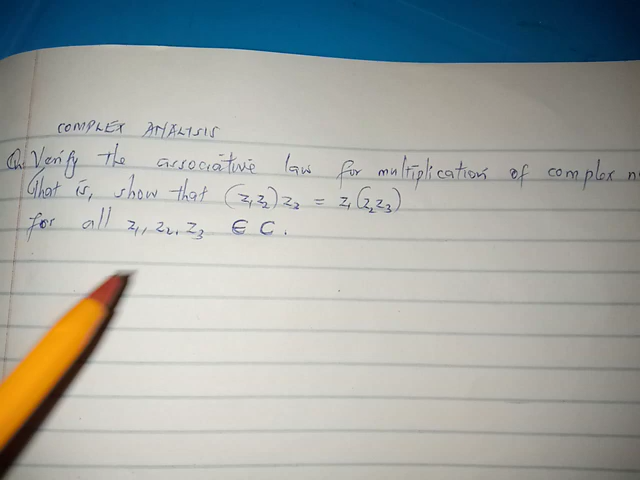 COMPLEX ANALYSIS
Qn. Verify the associative law for multiplication of complex
That is, show that (z₁z₂)z₃ = z₁(z₂z₃)
for all z₁, z₂, z₃ ∈ C.